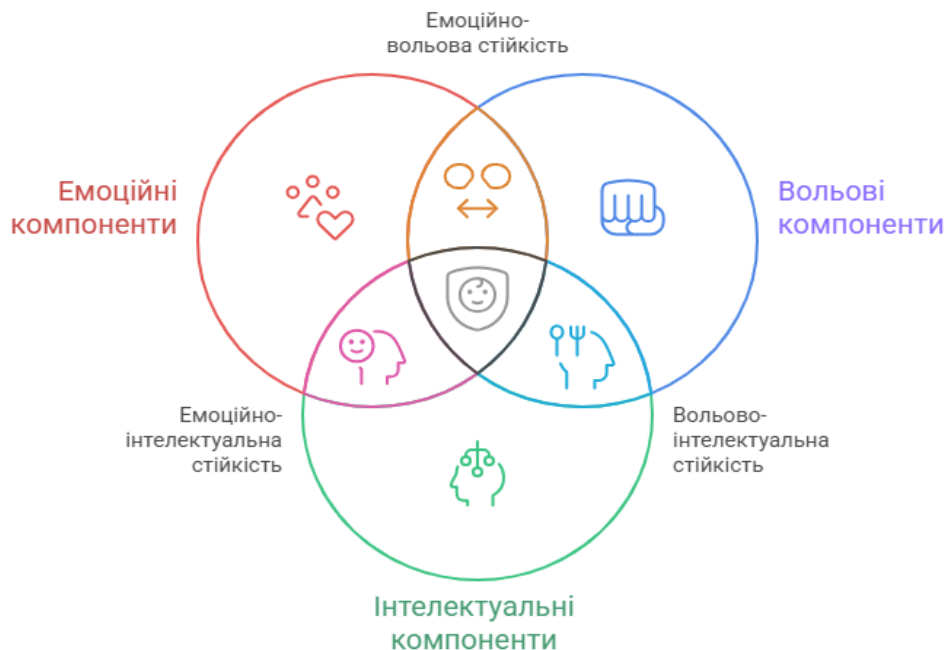 Емоційно-
вольова стійкість
Емоційні
компоненти
Вольові
компоненти
Емоційно-
інтелектуальна
стійкість
Вольово-
інтелектуальна
стійкість
Інтелектуальні
компоненти